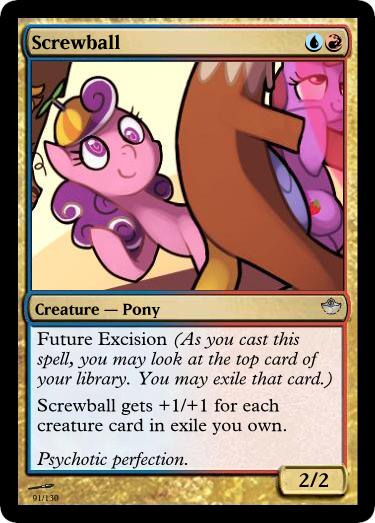 Screwball
Creature — Pony
Future Excision (As you cast this
spell, you may look at the top card of
your library. You may exile that card.)
Screwball gets +1/+1 for each
creature card in exile you own.
Psychotic perfection.
2/2
91/130